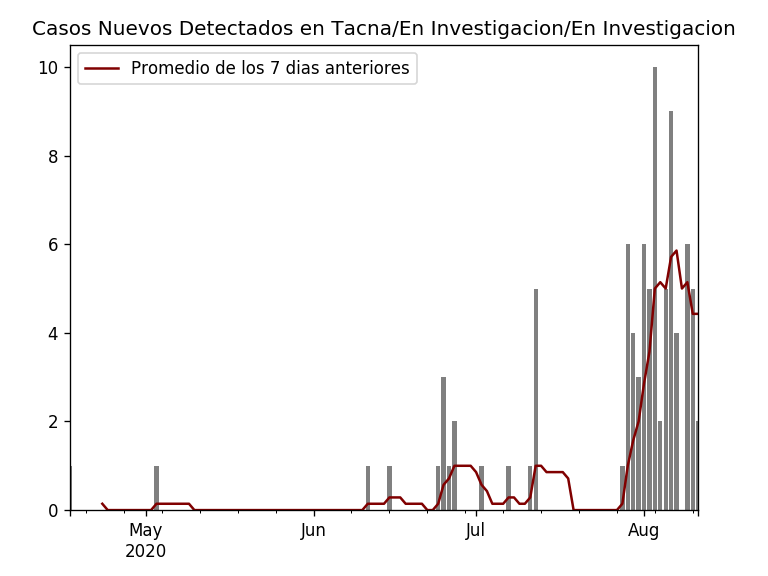 Casos Nuevos Detectados en Tacna/En Investigacion/En Investigacion
Promedio de los 7 dias anteriores
10
8
6
4
2
0
May
2020
Jun
Jul
Aug